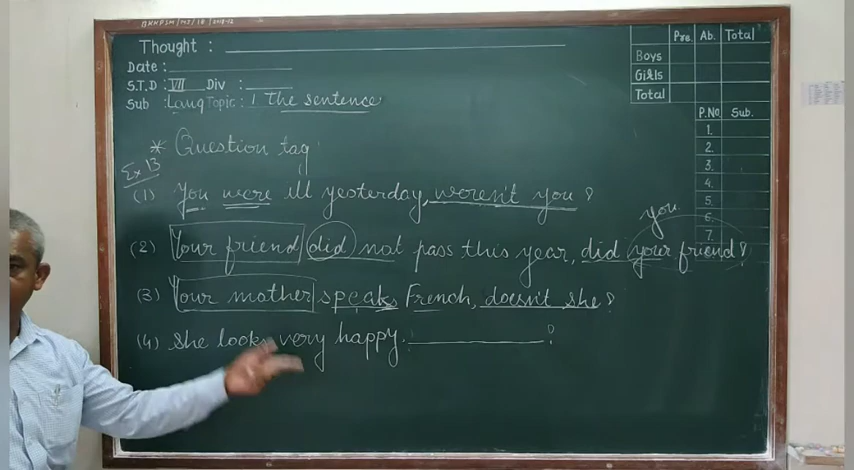 Thought :
Date :
S.T.D : VII Div :
Sub : Lang Topic : 1 The sentence
Pre. Ab. Total
Boys
Girls
Total
P.No. Sub.
1.
2.
3.
4.
5.
6.
7.
* Question tag
Ex 13
(1) You were ill yesterday, weren't you?
you
(2) Your friend did not pass this year, did your friend?
(3) Your mother speaks French, doesn't she?
(4) She looks very happy. ?